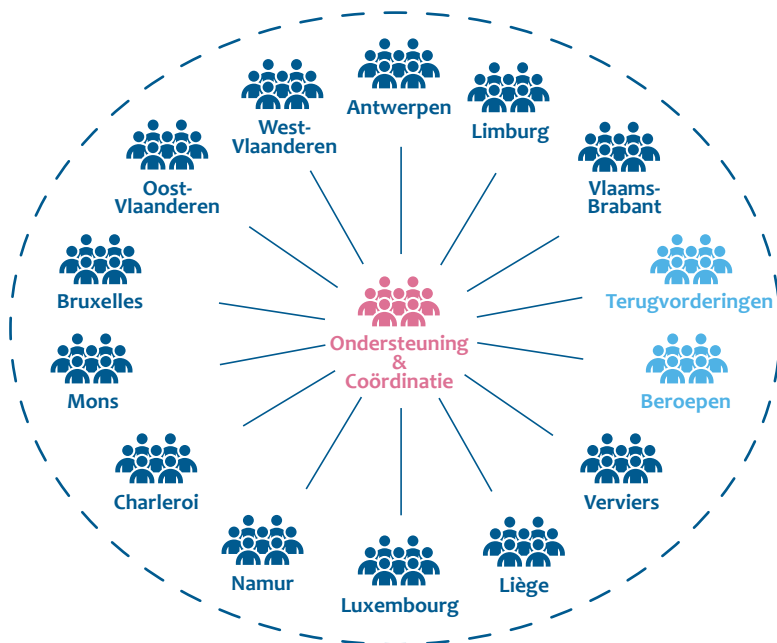 Antwerpen
West-
Vlaanderen
Limburg
Oost-
Vlaanderen
Vlaams-
Brabant
Bruxelles
Terugvorderingen
Ondersteuning
&
Coördinatie
Mons
Beroepen
Charleroi
Verviers
Namur
Liège
Luxembourg